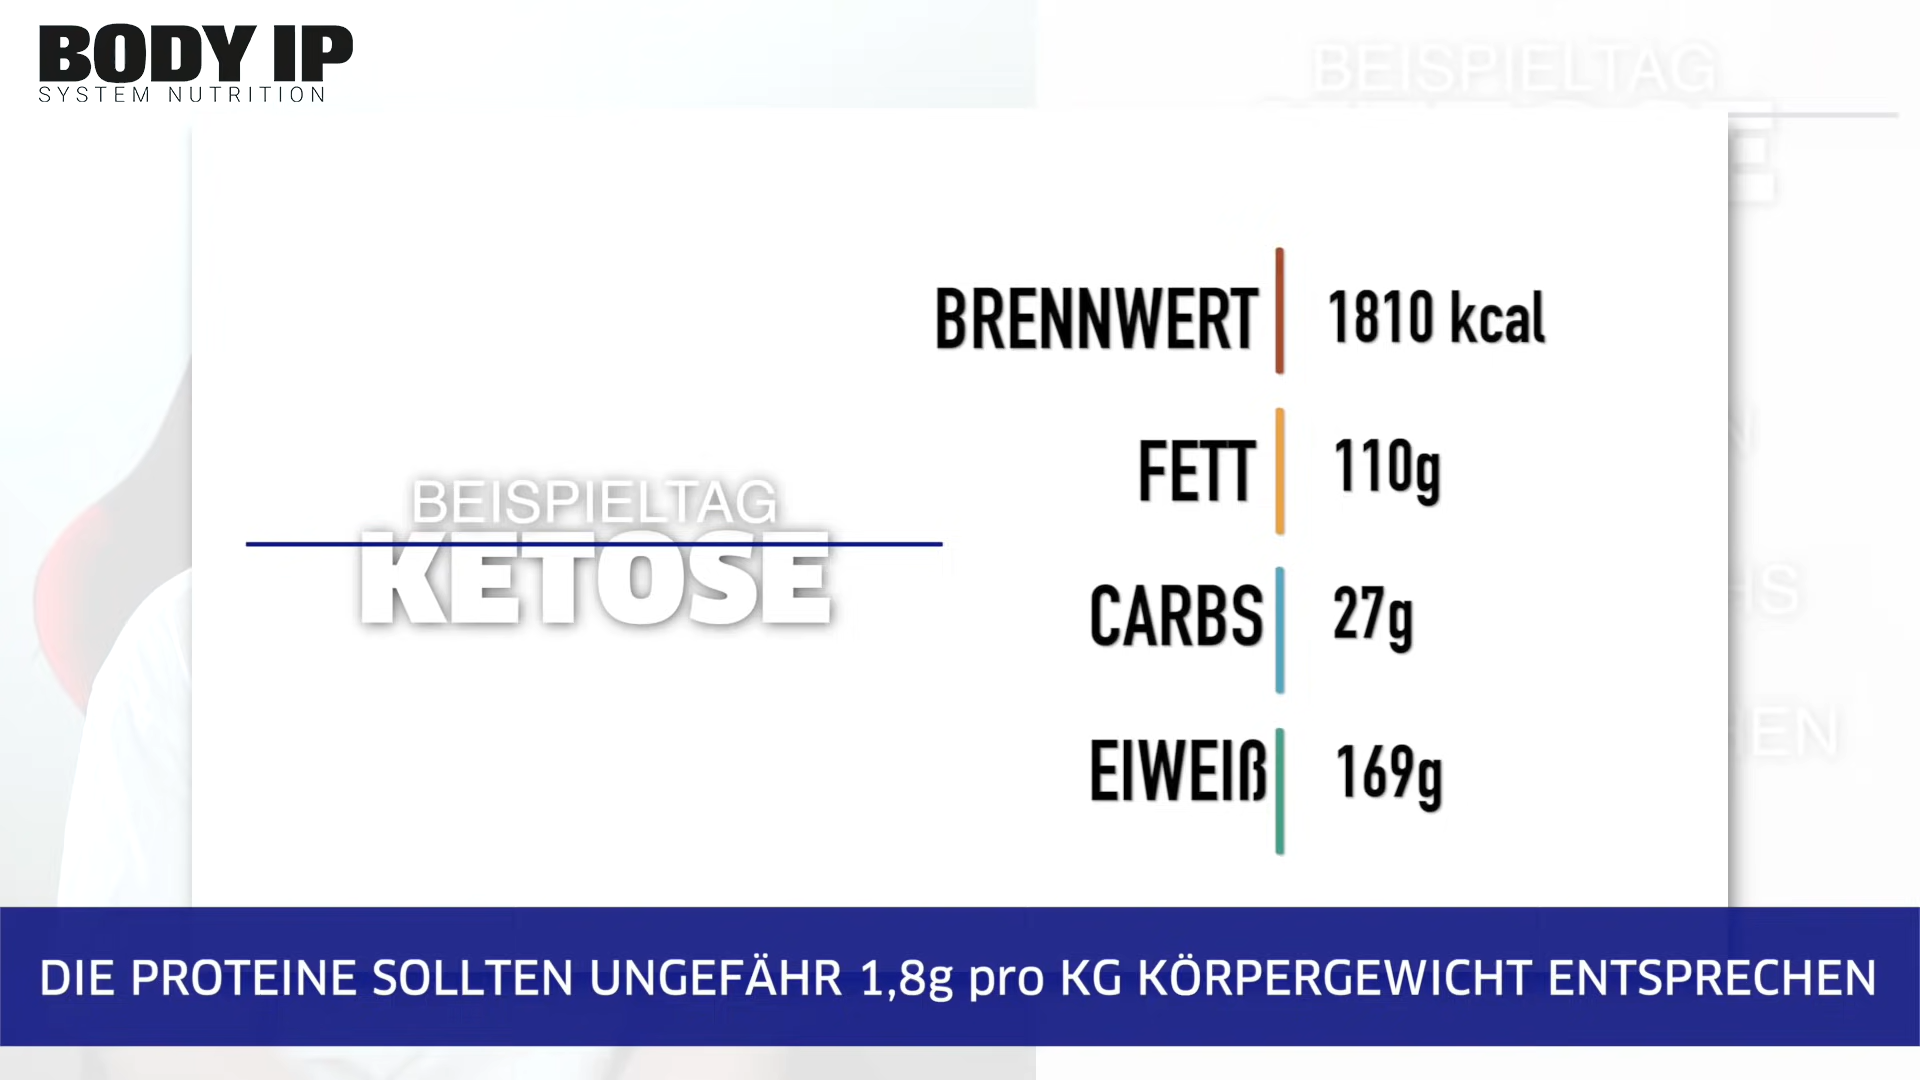 BODY IP
SYSTEM NUTRITION
BEISPIELTAG
BEISPIELTAG
KETOSE
BRENNWERT 1810 kcal
FETT 110g
CARBS 27g
EIWEIß 169g
DIE PROTEINE SOLLTEN UNGEFÄHR 1,8g pro KG KÖRPERGEWICHT ENTSPRECHEN